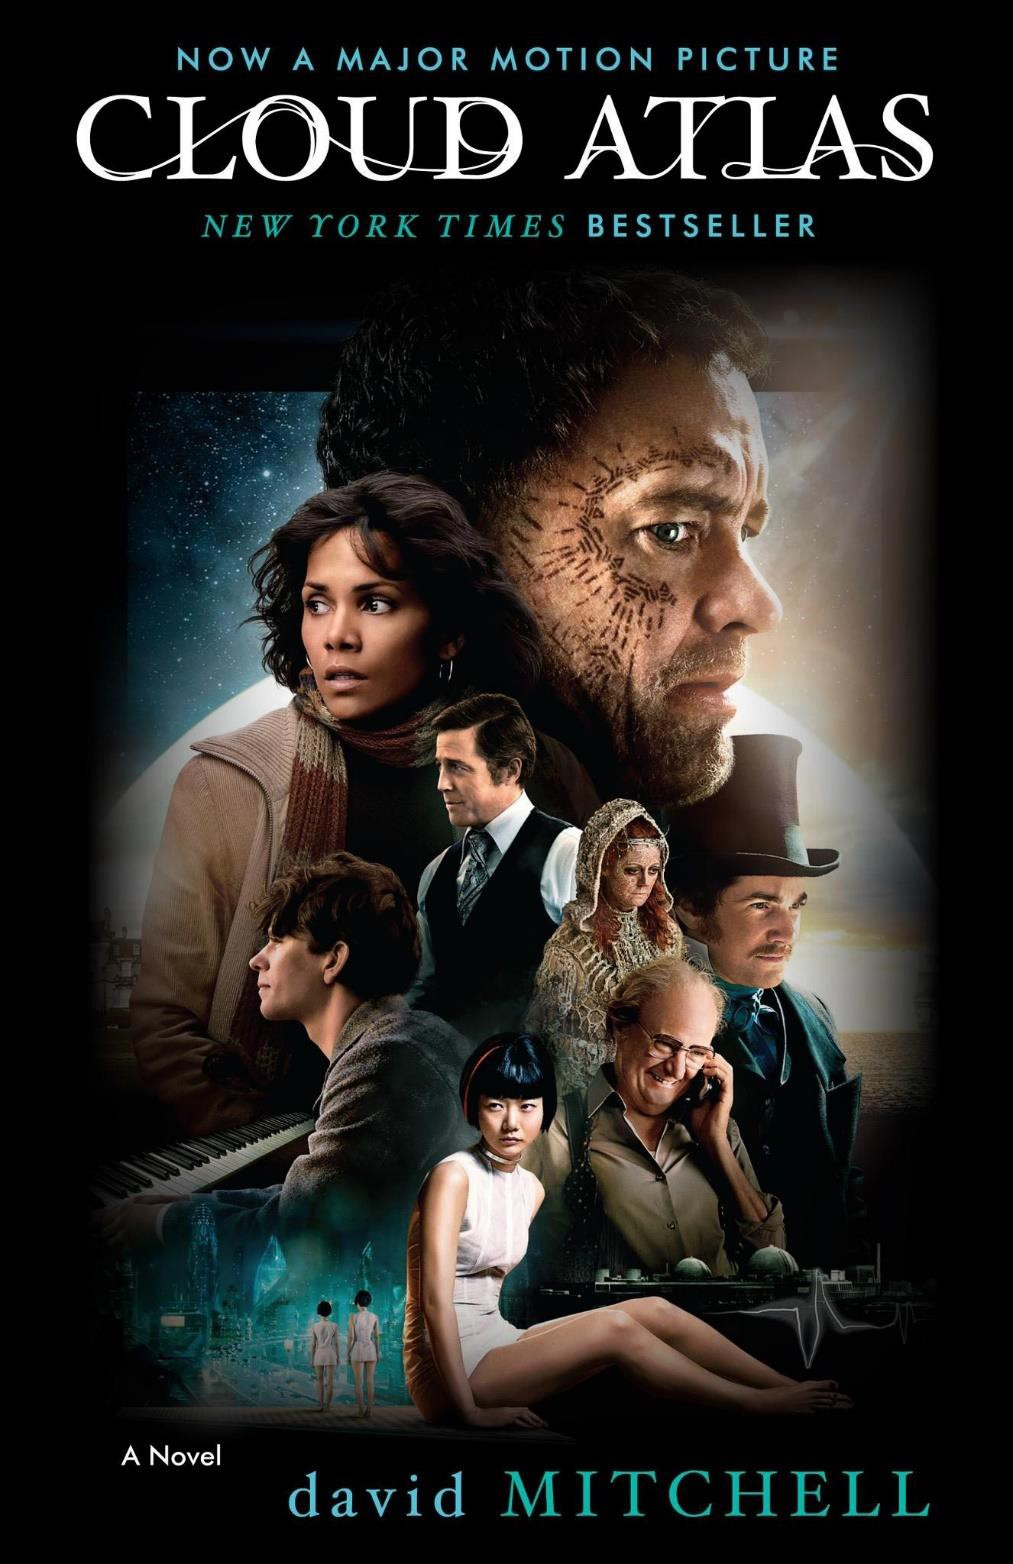 NOW A MAJOR MOTION PICTURE
CLOUD ATLAS
NEW YORK TIMES BESTSELLER
A Novel
david MITCHELL